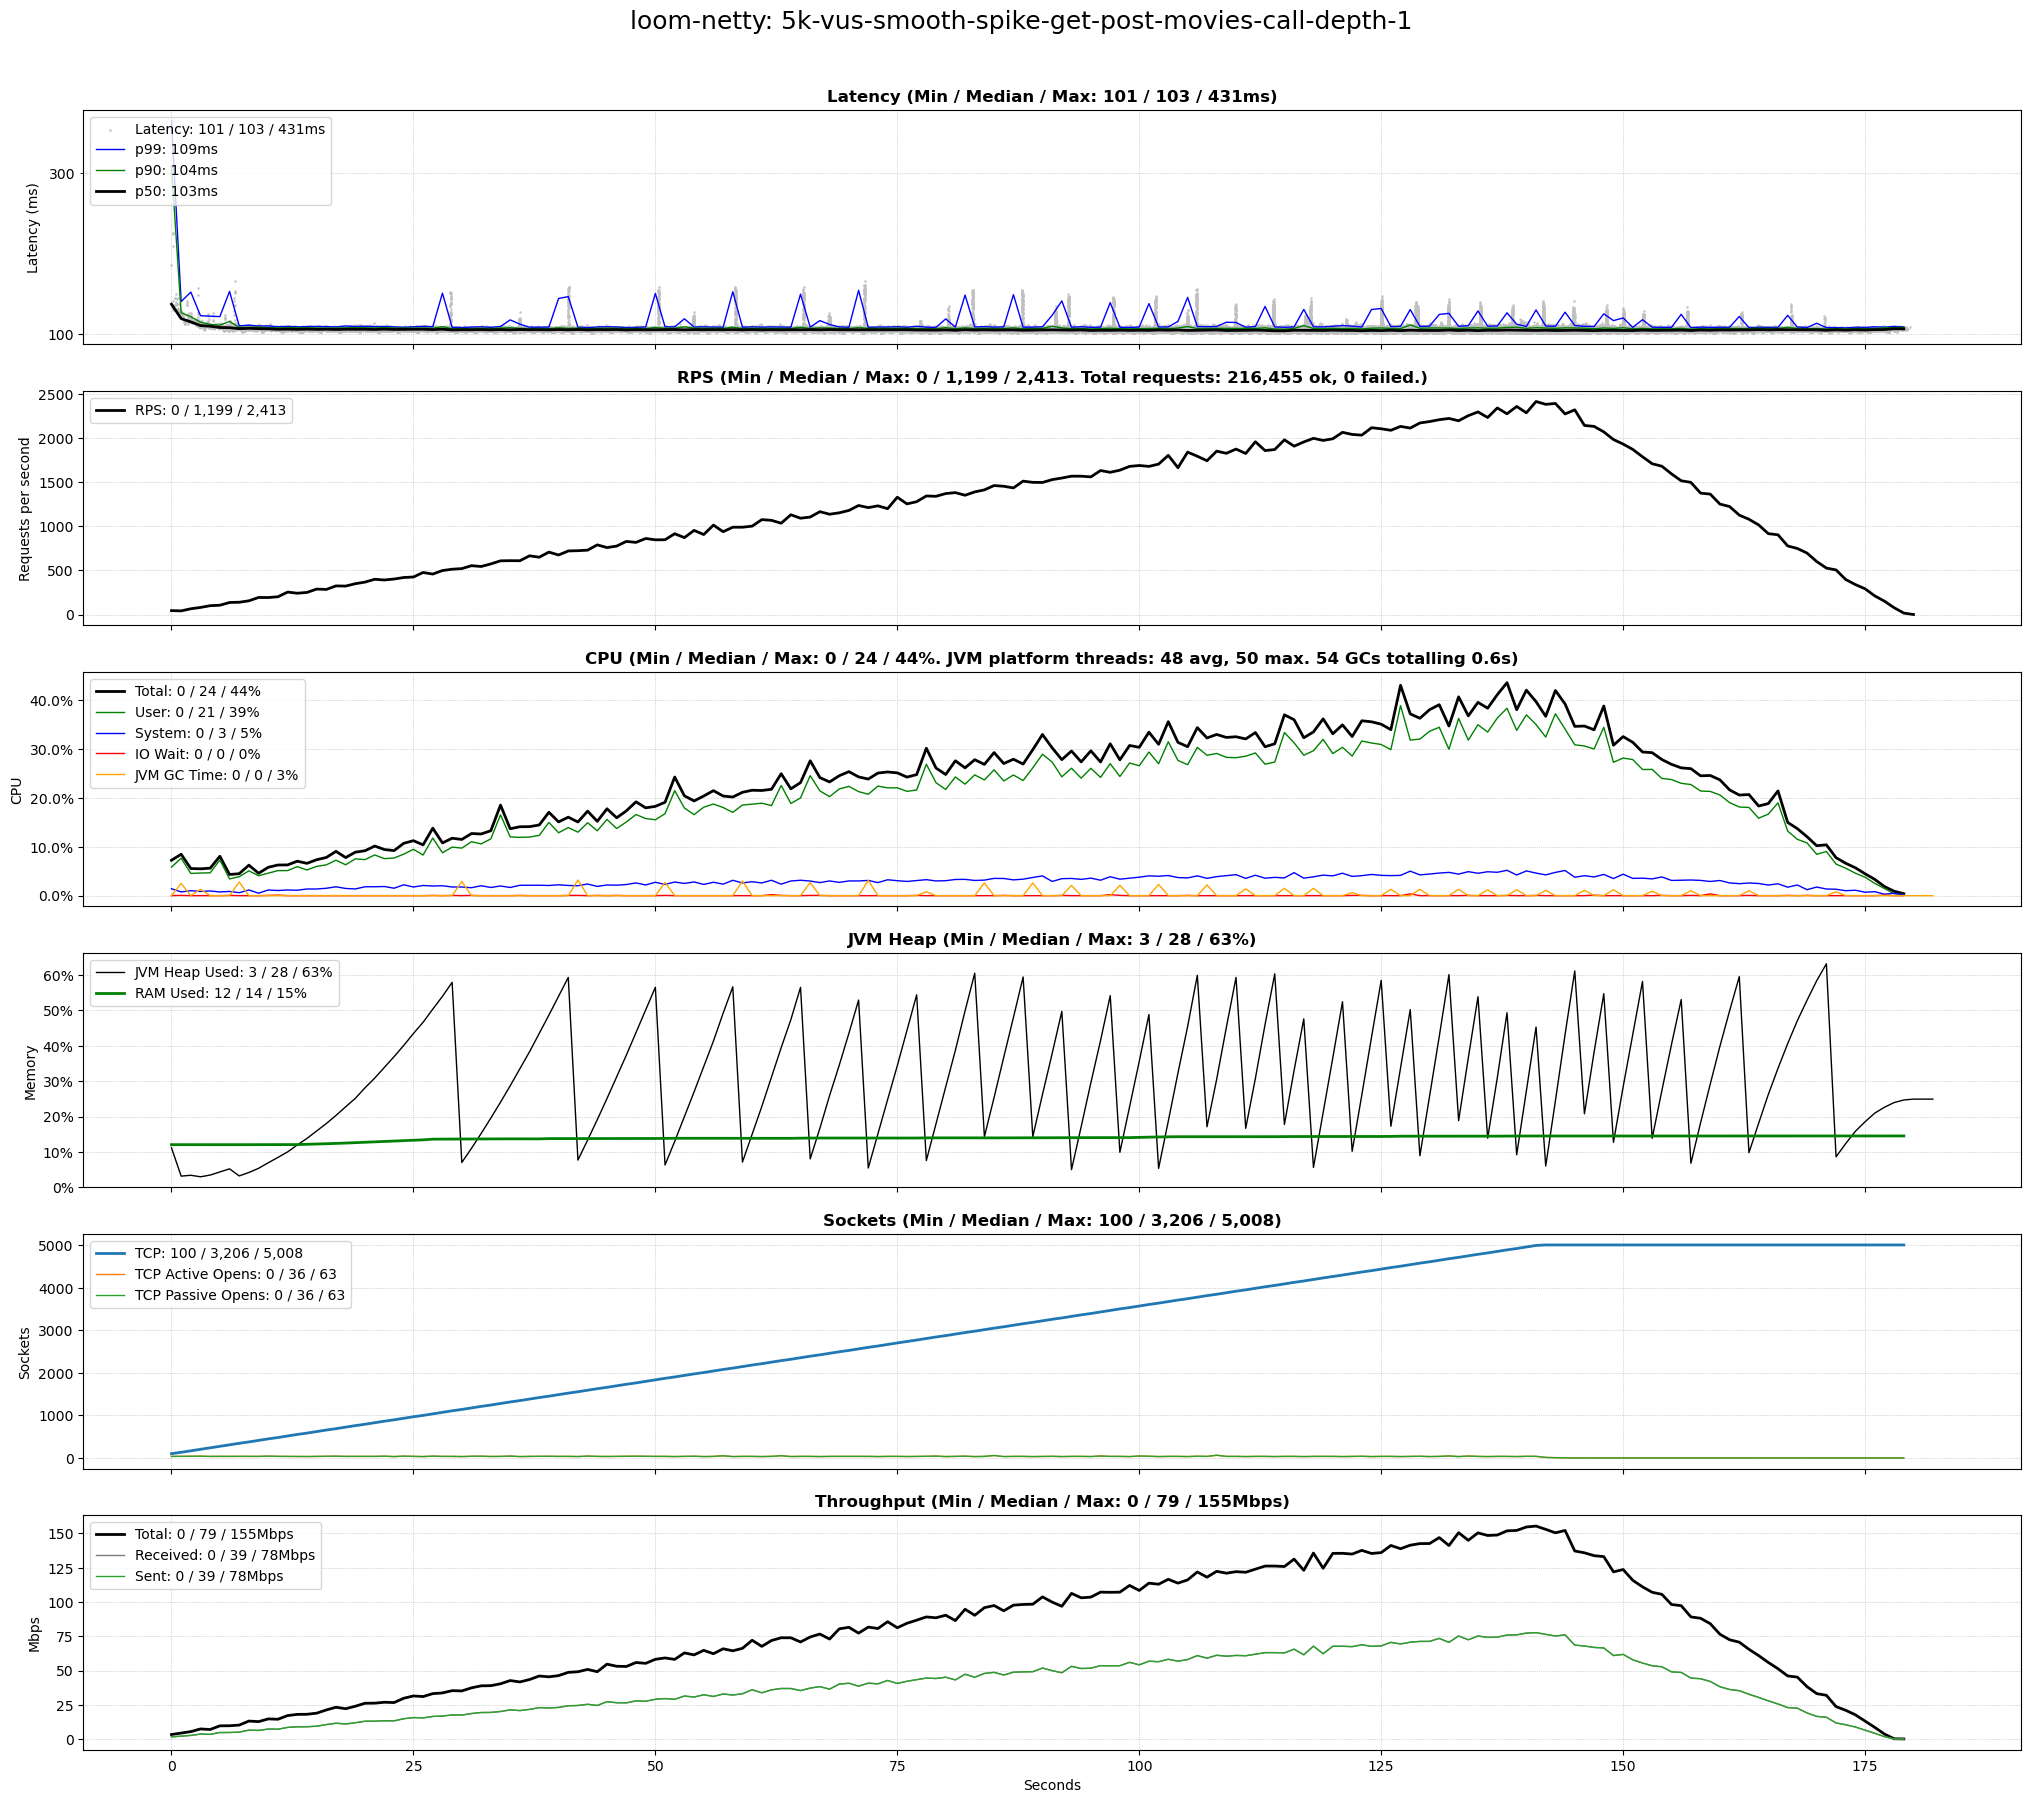 loom-netty: 5k-vus-smooth-spike-get-post-movies-call-depth-1
Latency (Min / Median / Max: 101 / 103 / 431ms)
Latency: 101 / 103 / 431ms
p99: 109ms
p90: 104ms
p50: 103ms
Latency (ms)
300
100
RPS (Min / Median / Max: 0 / 1,199 / 2,413. Total requests: 216,455 ok, 0 failed.)
RPS: 0 / 1,199 / 2,413
Requests per second
2500
2000
1500
1000
500
0
CPU (Min / Median / Max: 0 / 24 / 44%. JVM platform threads: 48 avg, 50 max. 54 GCs totalling 0.6s)
Total: 0 / 24 / 44%
User: 0 / 21 / 39%
System: 0 / 3 / 5%
IO Wait: 0 / 0 / 0%
JVM GC Time: 0 / 0 / 3%
CPU
40.0%
30.0%
20.0%
10.0%
0.0%
JVM Heap (Min / Median / Max: 3 / 28 / 63%)
JVM Heap Used: 3 / 28 / 63%
RAM Used: 12 / 14 / 15%
Memory
60%
50%
40%
30%
20%
10%
0%
Sockets (Min / Median / Max: 100 / 3,206 / 5,008)
TCP: 100 / 3,206 / 5,008
TCP Active Opens: 0 / 36 / 63
TCP Passive Opens: 0 / 36 / 63
Sockets
5000
4000
3000
2000
1000
0
Throughput (Min / Median / Max: 0 / 79 / 155Mbps)
Total: 0 / 79 / 155Mbps
Received: 0 / 39 / 78Mbps
Sent: 0 / 39 / 78Mbps
Mbps
150
125
100
75
50
25
0
0 25 50 75 100 125 150 175
Seconds